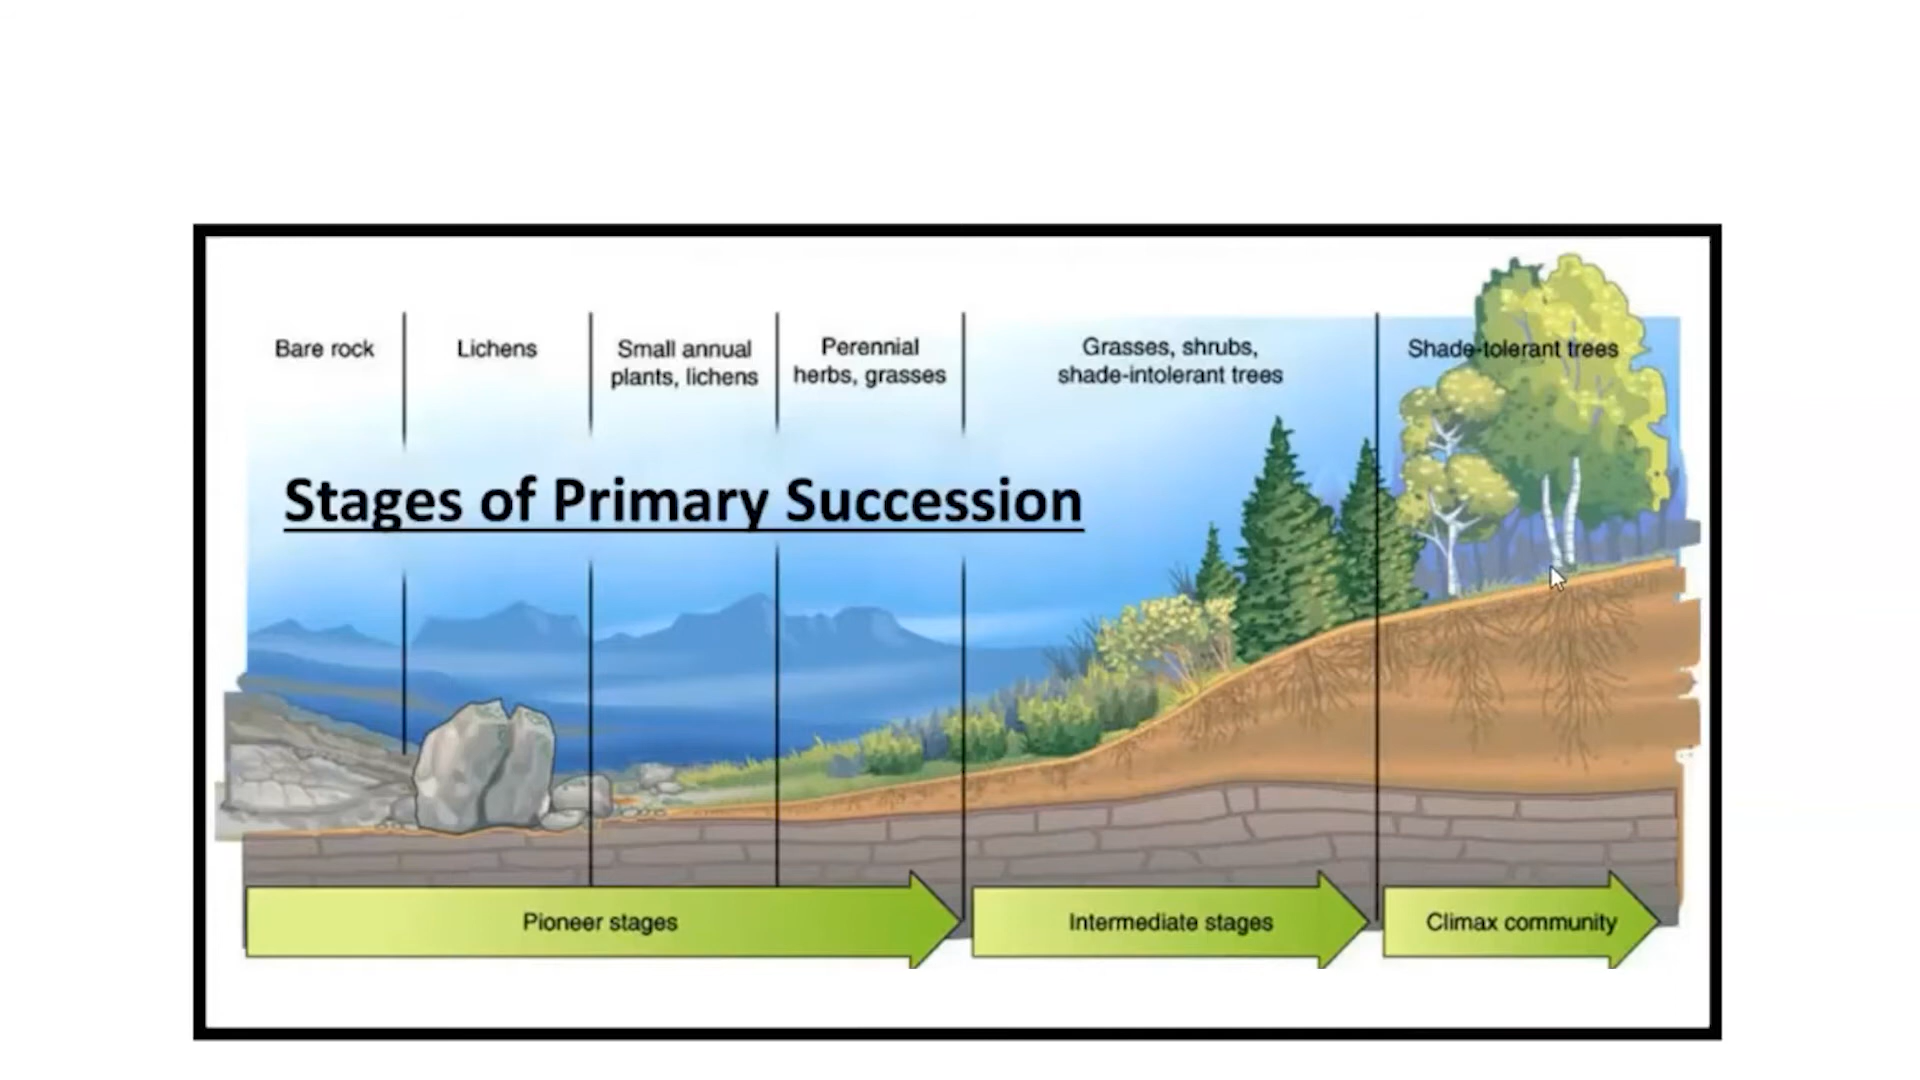 Bare rock
Lichens
Small annual
plants, lichens
Perennial
herbs, grasses
Grasses, shrubs,
shade-intolerant trees
Shade-tolerant trees
Stages of Primary Succession
Pioneer stages
Intermediate stages
Climax community